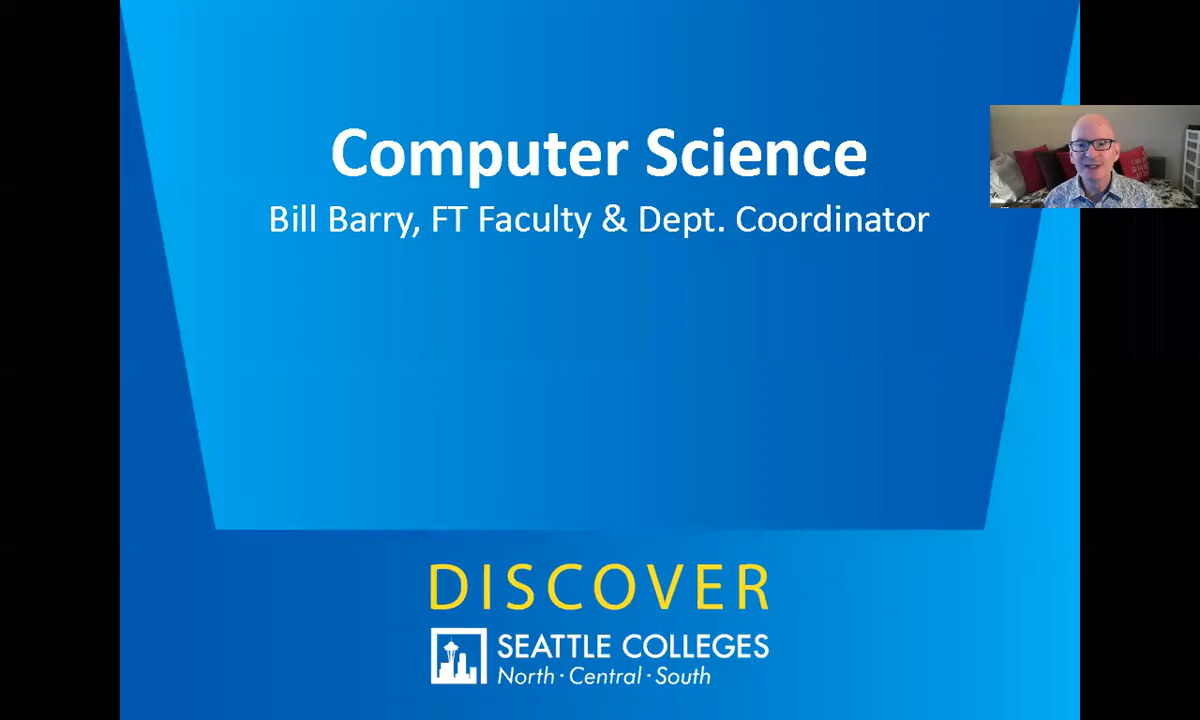 Computer Science
Bill Barry, FT Faculty & Dept. Coordinator
DISCOVER
SEATTLE COLLEGES
North · Central · South